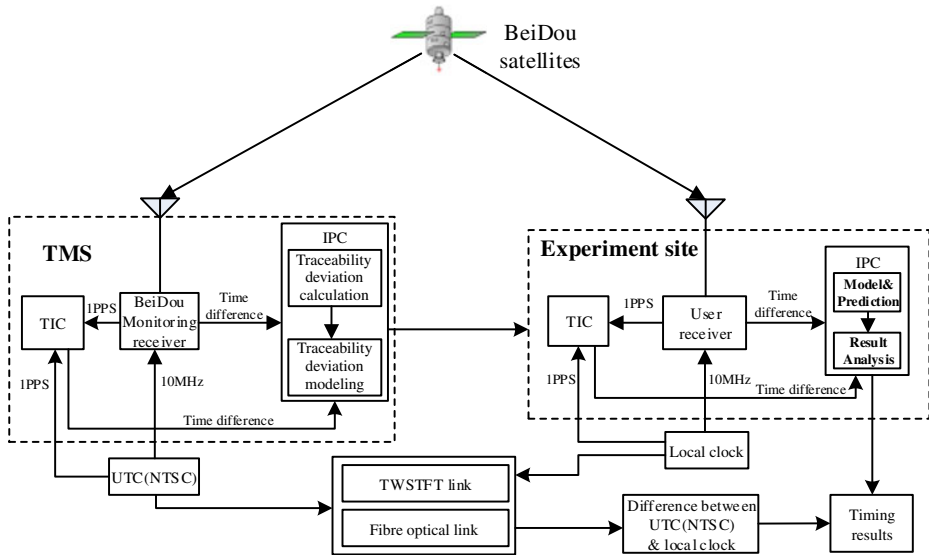 BeiDou
satellites
TMS
IPC
Traceability
deviation
calculation
Traceability
deviation
modeling
TIC
1PPS
BeiDou
Monitoring
receiver
Time
difference
1PPS
10MHz
Time difference
UTC(NTSC)
Experiment site
IPC
Model&
Prediction
Result
Analysis
TIC
1PPS
User
receiver
Time
difference
1PPS
10MHz
Time difference
Local clock
TWSTFT link
Fibre optical link
Difference between
UTC(NTSC)
& local clock
Timing
results